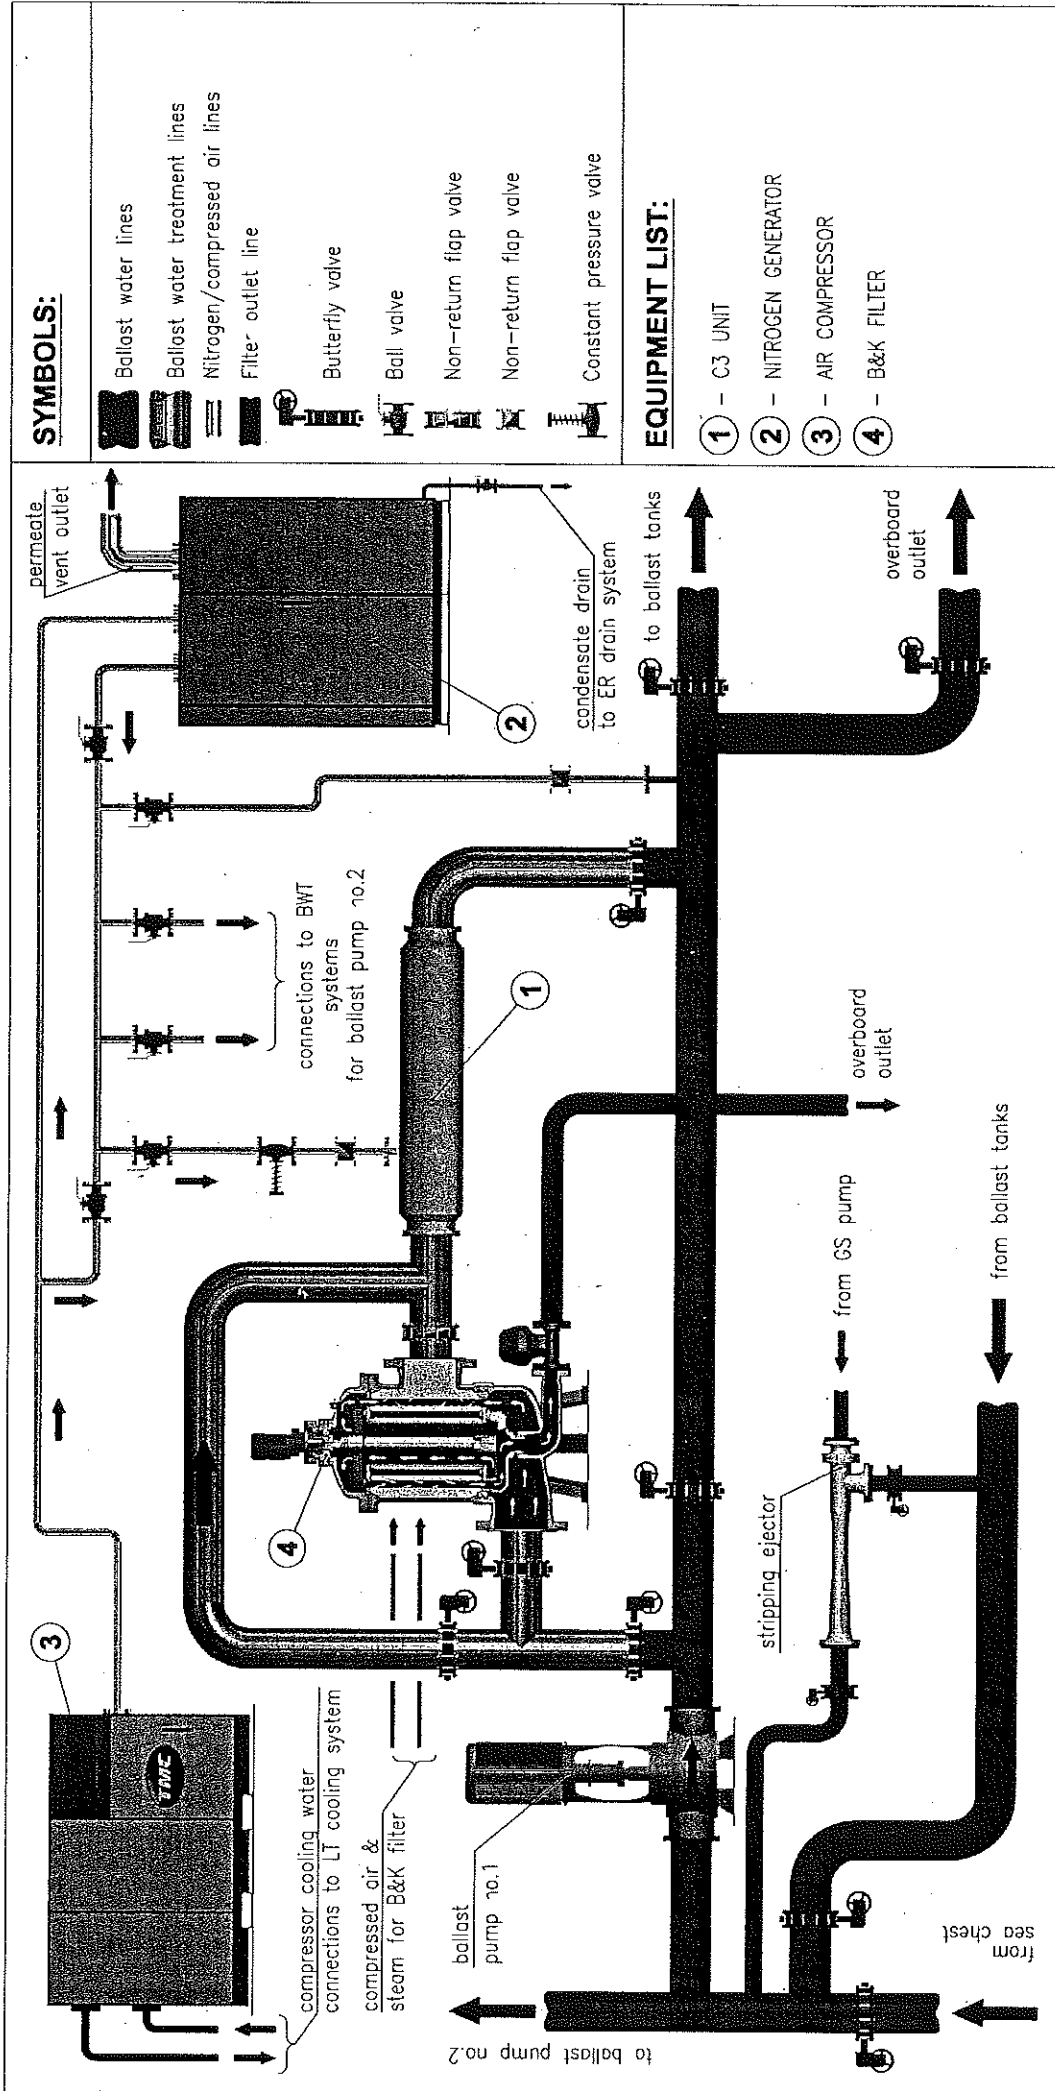 SYMBOLS:
Ballast water lines
Ballast water treatment lines
Nitrogen/compressed air lines
Filter outlet line
Butterfly valve
Ball valve
Non-return flap valve
Non-return flap valve
Constant pressure valve
EQUIPMENT LIST:
1 - C3 UNIT
2 - NITROGEN GENERATOR
3 - AIR COMPRESSOR
4 - B&K FILTER
permeate
vent outlet
condensate drain
to ER drain system
to ballast tanks
overboard
outlet
2
connections to BWT
systems
for ballast pump no.2
1
overboard
outlet
from GS pump
from ballast tanks
4
stripping ejector
3
TMC
compressor cooling water
connections to LT cooling system
compressed air &
steam for B&K filter
ballast
pump no.1
to ballast pump no.2
from
sea chest